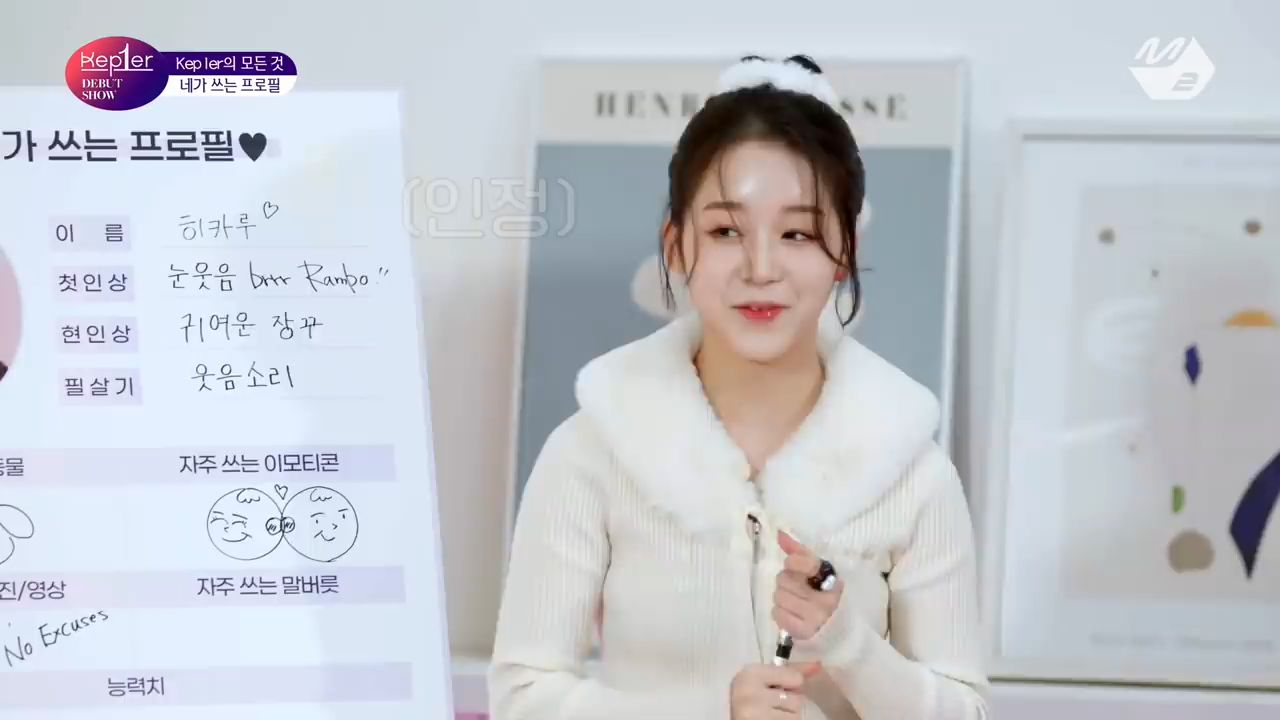 Kep1er
DEBUT
SHOW
Kep1er의 모든 것
네가 쓰는 프로필
M2
HENR
SSE
가 쓰는 프로필♥
(인정)
이 름
히카루♡
첫인상
눈웃음 brrr Rambo"
현인상
귀여운 장꾸
필살기
웃음소리
동물
자주 쓰는 이모티콘
진/영상
자주 쓰는 말버릇
No Excuses
능력치